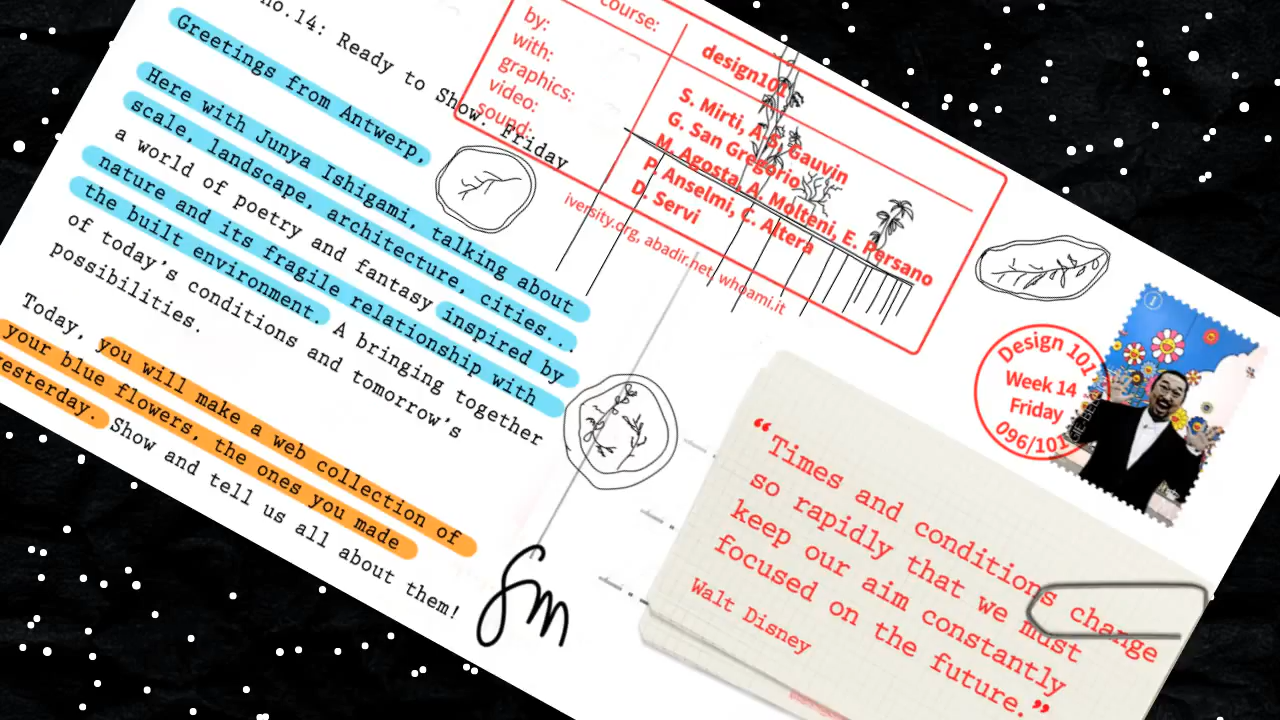 no.14: Ready to Show. Friday
Greetings from Antwerp,
Here with Junya Ishigami, talking about
scale, landscape, architecture, cities...
a world of poetry and fantasy inspired by
nature and its fragile relationship with
the built environment. A bringing together
of today's conditions and tomorrow's
possibilities.
Today, you will make a web collection of
your blue flowers, the ones you made
yesterday. Show and tell us all about them!
course:
design101
by:
with:
graphics:
video:
sound:
S. Mirti, A-S. Gauvin
G. San Gregorio
M. Agosta, A. Molteni, E. Persano
P. Anselmi, C. Altera
D. Servi
iversity.org, abadir.net, whoami.it
Design 101
Week 14
Friday
096/101
1
“Times and conditions change
so rapidly that we must
keep our aim constantly
focused on the future.”
Walt Disney